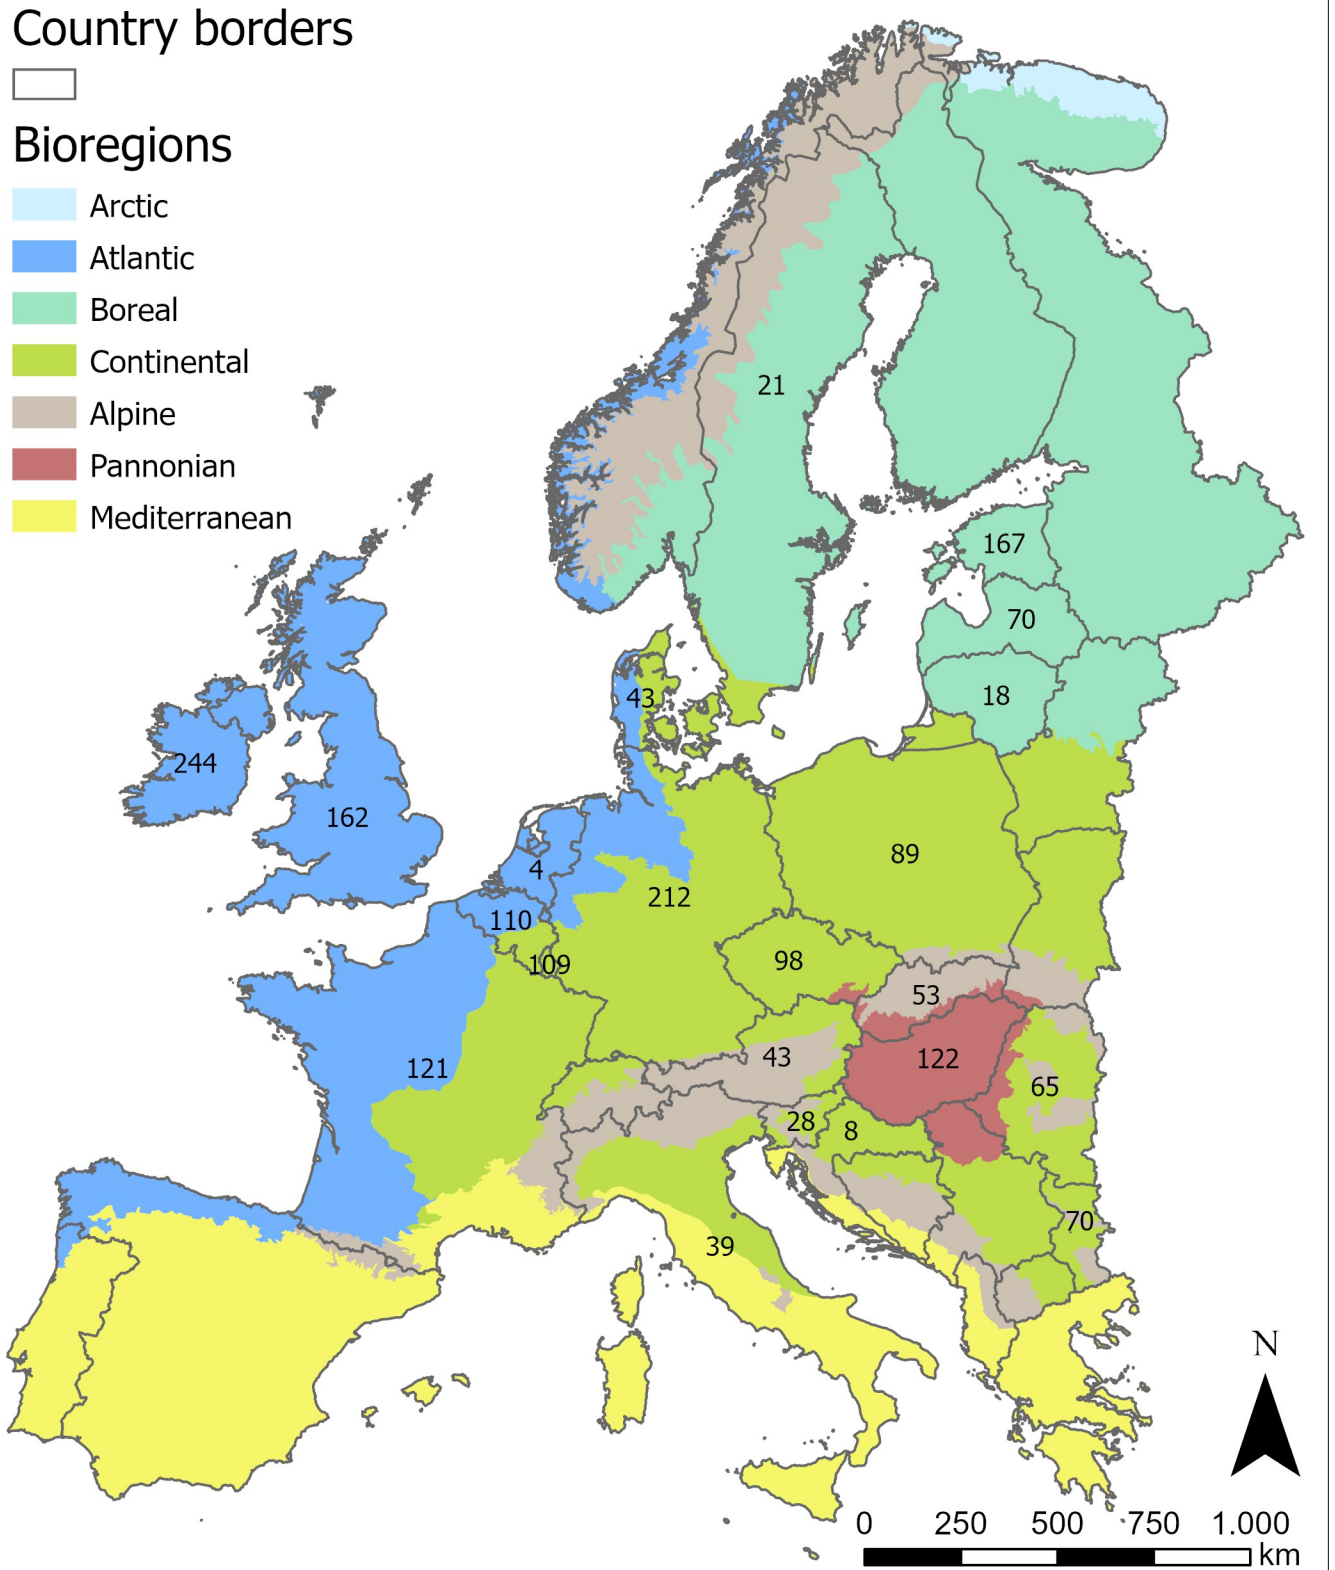 Country borders
Bioregions
Arctic
Atlantic
Boreal
Continental
Alpine
Pannonian
Mediterranean
21
167
70
18
43
244
162
4
89
212
110
98
109
53
43
122
121
65
28
8
70
39
N
0 250 500 750 1.000
km